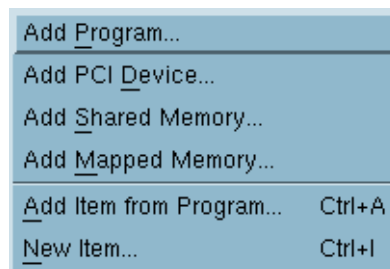 Add Program...
Add PCI Device...
Add Shared Memory...
Add Mapped Memory...
Add Item from Program... Ctrl+A
New Item... Ctrl+I